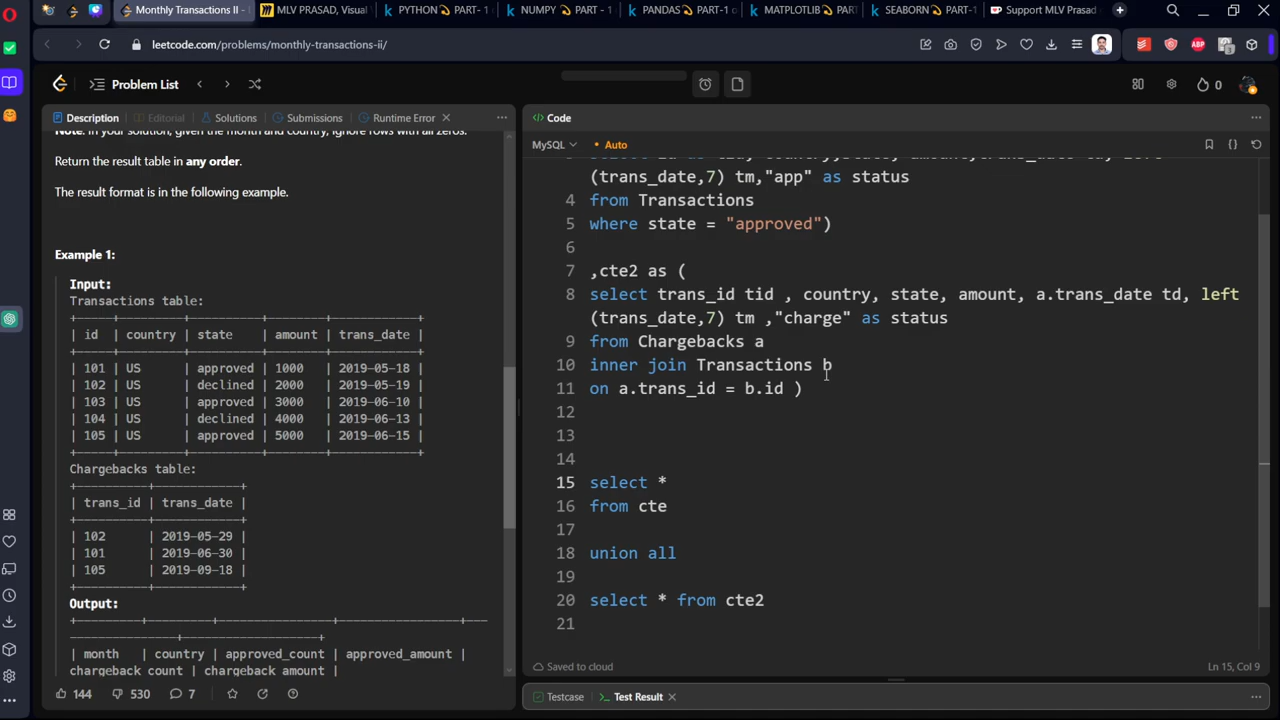 Monthly Transactions II -
MLV PRASAD, Visual
PYTHON PART- 1
NUMPY PART - 1
PANDAS PART-1 o
MATPLOTLIB PAR
SEABORN PART-1
Support MLV Prasad
leetcode.com/problems/monthly-transactions-ii/
Problem List
0
Description
Editorial
Solutions
Submissions
Runtime Error
Note: In your solution, given the month and country, ignore rows with all zeros.
Return the result table in any order.
The result format is in the following example.
Example 1:
Input:
Transactions table:
+-----+---------+----------+--------+------------+
| id | country | state | amount | trans_date |
+-----+---------+----------+--------+------------+
| 101 | US | approved | 1000 | 2019-05-18 |
| 102 | US | declined | 2000 | 2019-05-19 |
| 103 | US | approved | 3000 | 2019-06-10 |
| 104 | US | declined | 4000 | 2019-06-13 |
| 105 | US | approved | 5000 | 2019-06-15 |
+-----+---------+----------+--------+------------+
Chargebacks table:
+----------+------------+
| trans_id | trans_date |
+----------+------------+
| 102 | 2019-05-29 |
| 101 | 2019-06-30 |
| 105 | 2019-09-18 |
+----------+------------+
Output:
| month | country | approved_count | approved_amount |
chargeback_count | chargeback_amount |
144
530
7
Code
MySQL
Auto
(trans_date,7) tm,"app" as status
4 from Transactions
5 where state = "approved")
6
7 ,cte2 as (
8 select trans_id tid , country, state, amount, a.trans_date td, left
(trans_date,7) tm ,"charge" as status
9 from Chargebacks a
10 inner join Transactions b
11 on a.trans_id = b.id )
12
13
14
15 select *
16 from cte
17
18 union all
19
20 select * from cte2
21
Saved to cloud
Ln 15, Col 9
Testcase
Test Result